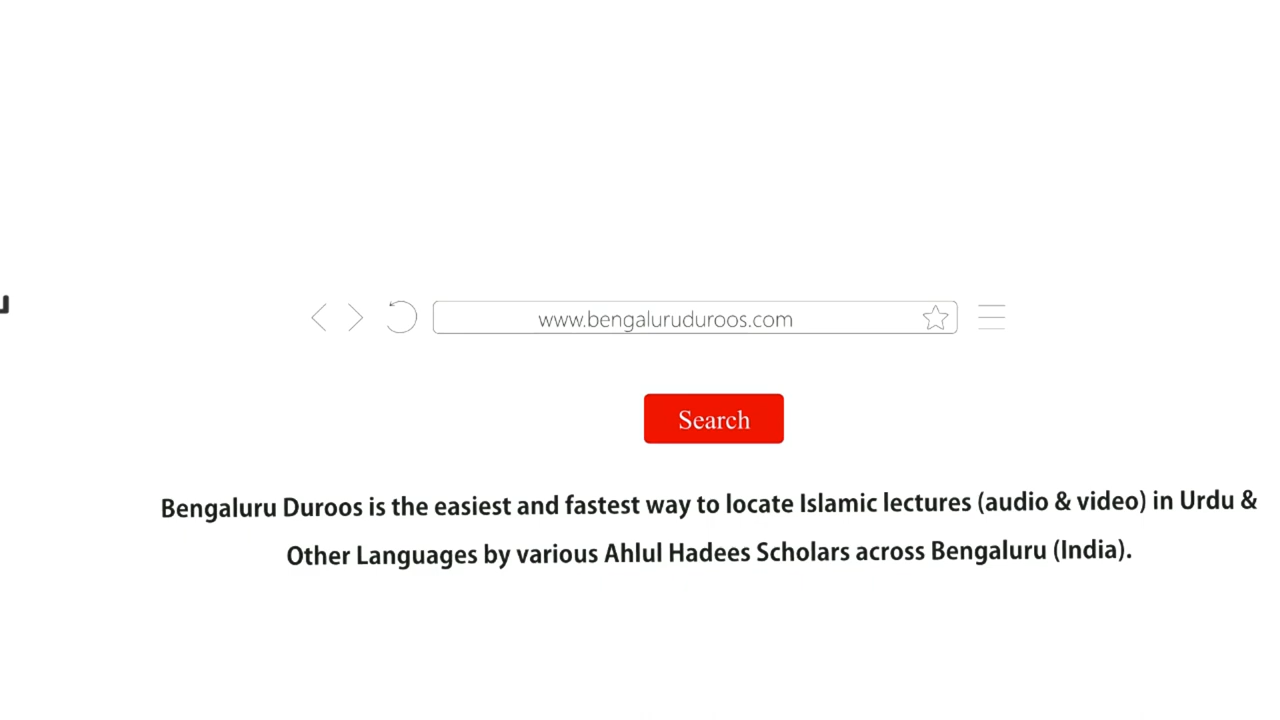 www.bengaluruduroos.com
Search
Bengaluru Duroos is the easiest and fastest way to locate Islamic lectures (audio & video) in Urdu &
Other Languages by various Ahlul Hadees Scholars across Bengaluru (India).